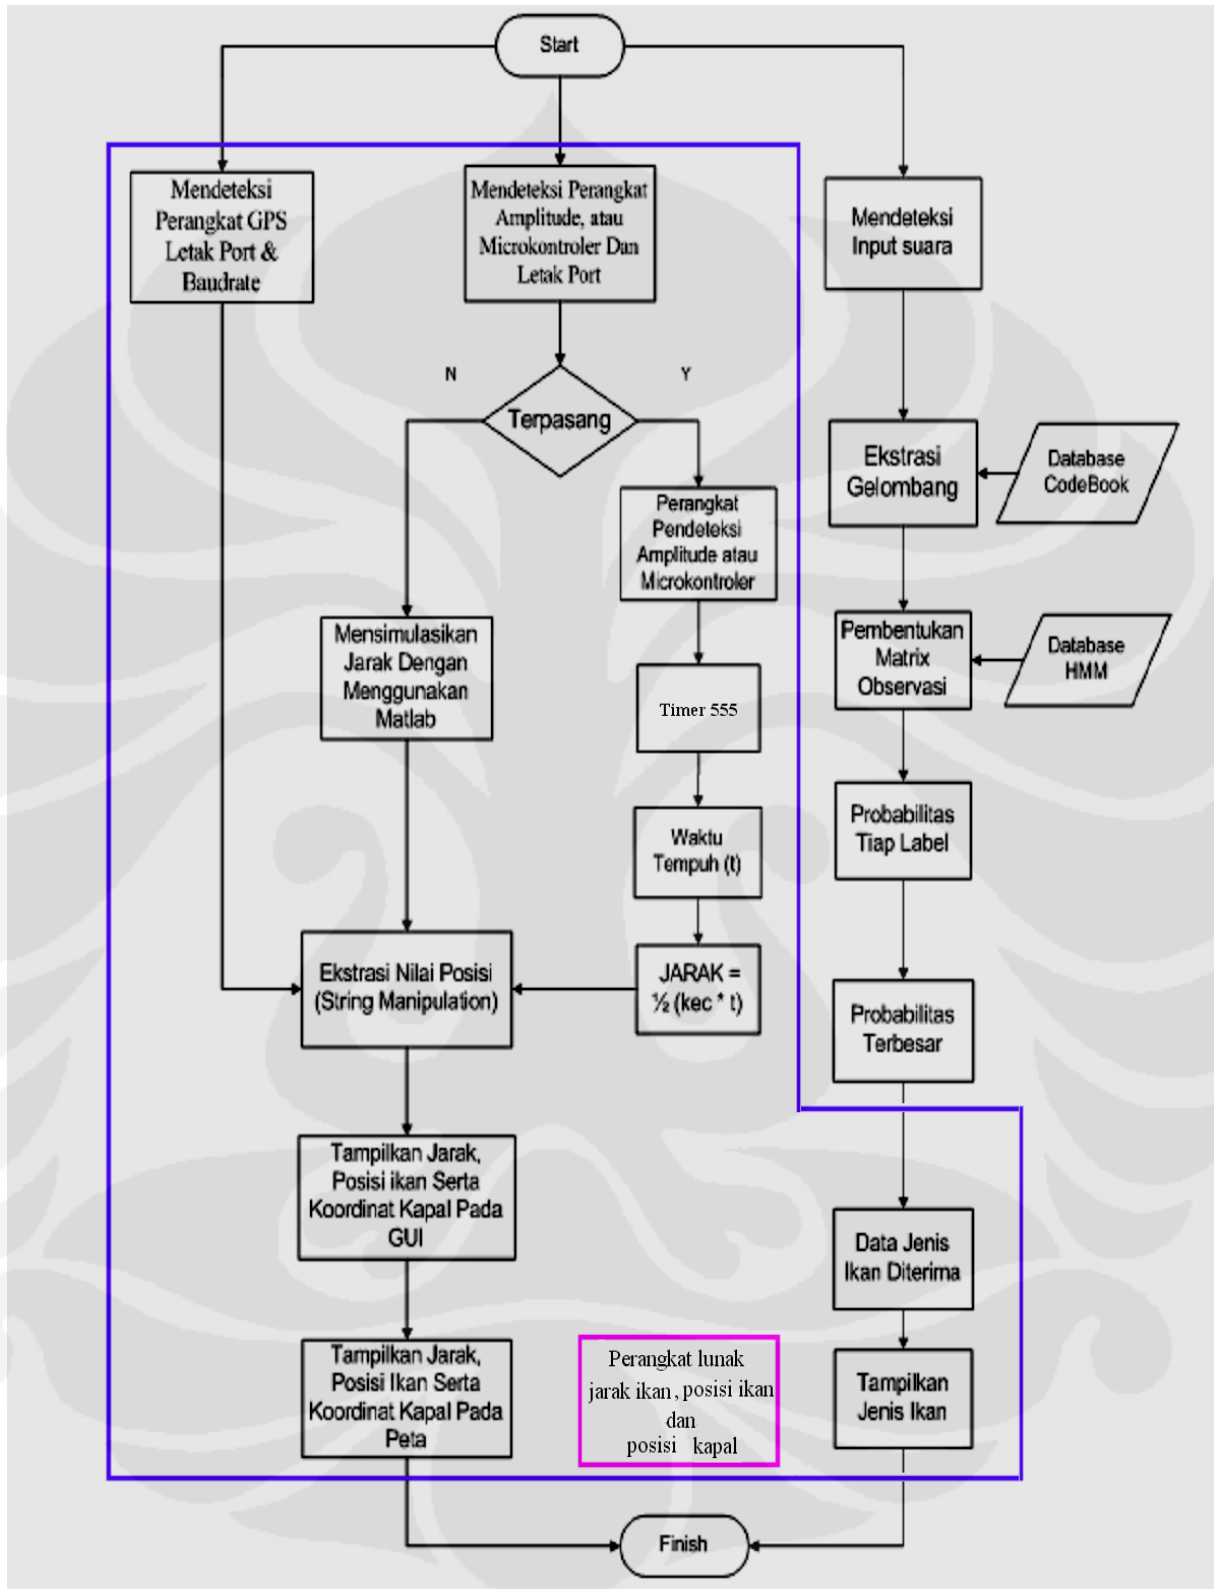 Start
Mendeteksi
Perangkat GPS
Letak Port &
Baudrate
Mendeteksi Perangkat
Amplitude, atau
Microkontroler Dan
Letak Port
Mendeteksi
Input suara
N
Y
Terpasang
Ekstrasi
Gelombang
Database
CodeBook
Perangkat
Pendeteksi
Amplitude atau
Microkontroler
Mensimulasikan
Jarak Dengan
Menggunakan
Matlab
Pembentukan
Matrix
Observasi
Database
HMM
Timer 555
Waktu
Tempuh (t)
Probabilitas
Tiap Label
Ekstrasi Nilai Posisi
(String Manipulation)
JARAK =
½ (kec * t)
Probabilitas
Terbesar
Tampilkan Jarak,
Posisi ikan Serta
Koordinat Kapal Pada
GUI
Data Jenis
Ikan Diterima
Tampilkan Jarak,
Posisi Ikan Serta
Koordinat Kapal Pada
Peta
Perangkat lunak
jarak ikan , posisi ikan
dan
posisi kapal
Tampilkan
Jenis Ikan
Finish